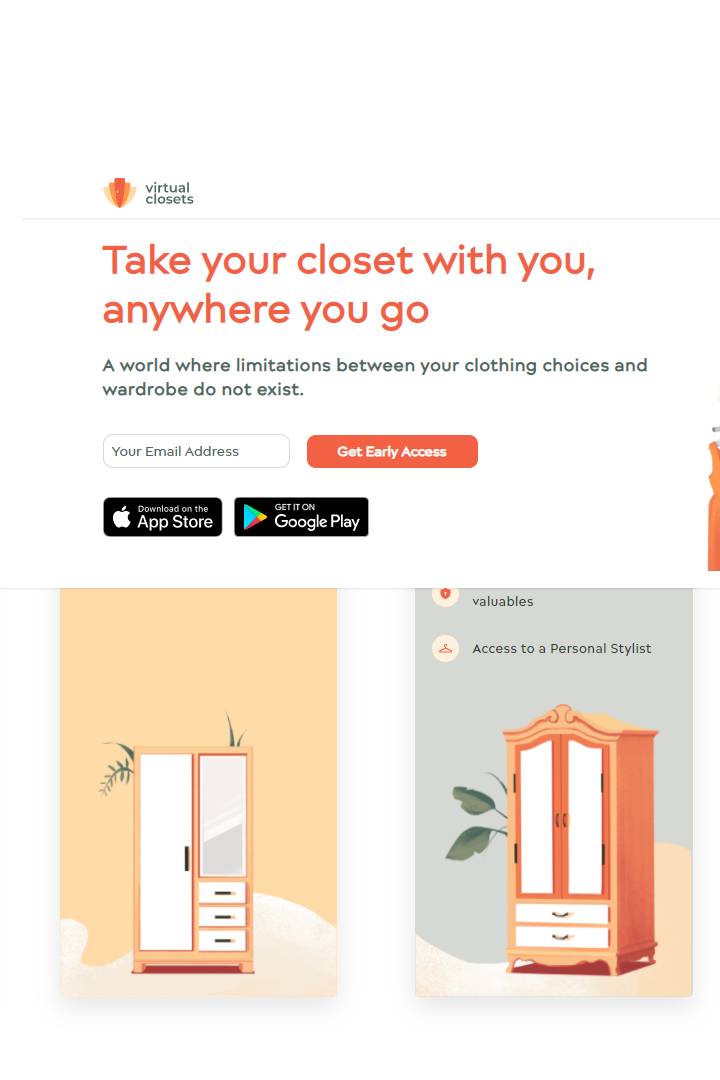 virtual
closets
Take your closet with you,
anywhere you go
A world where limitations between your clothing choices and
wardrobe do not exist.
Your Email Address
Get Early Access
Download on the
App Store
GET IT ON
Google Play
valuables
Access to a Personal Stylist